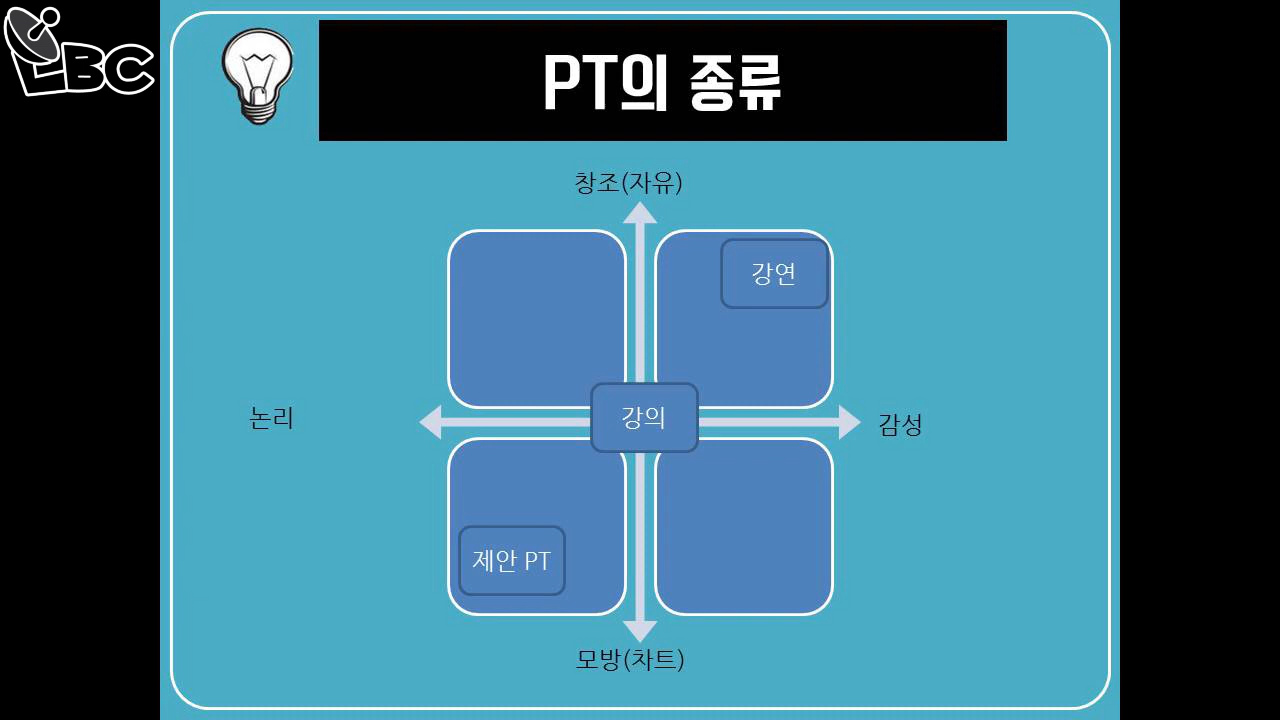 EBC
PT의 종류
창조(자유)
강연
논리
강의
감성
제안 PT
모방(차트)